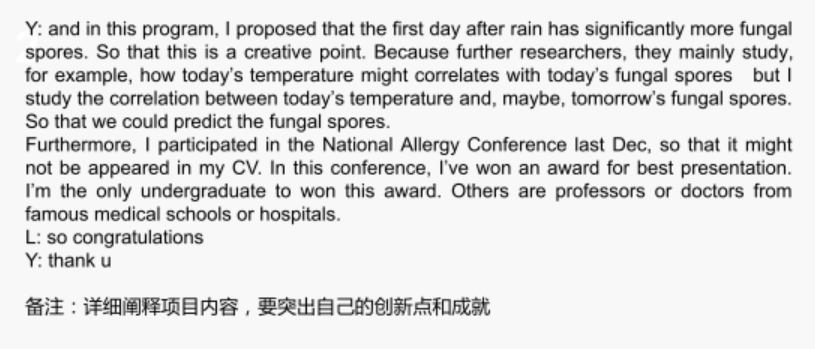 Y: and in this program, I proposed that the first day after rain has significantly more fungal
spores. So that this is a creative point. Because further researchers, they mainly study,
for example, how today's temperature might correlates with today's fungal spores but I
study the correlation between today's temperature and, maybe, tomorrow's fungal spores.
So that we could predict the fungal spores.
Furthermore, I participated in the National Allergy Conference last Dec, so that it might
not be appeared in my CV. In this conference, I've won an award for best presentation.
I'm the only undergraduate to won this award. Others are professors or doctors from
famous medical schools or hospitals.
L: so congratulations
Y: thank u
备注：详细阐释项目内容，要突出自己的创新点和成就